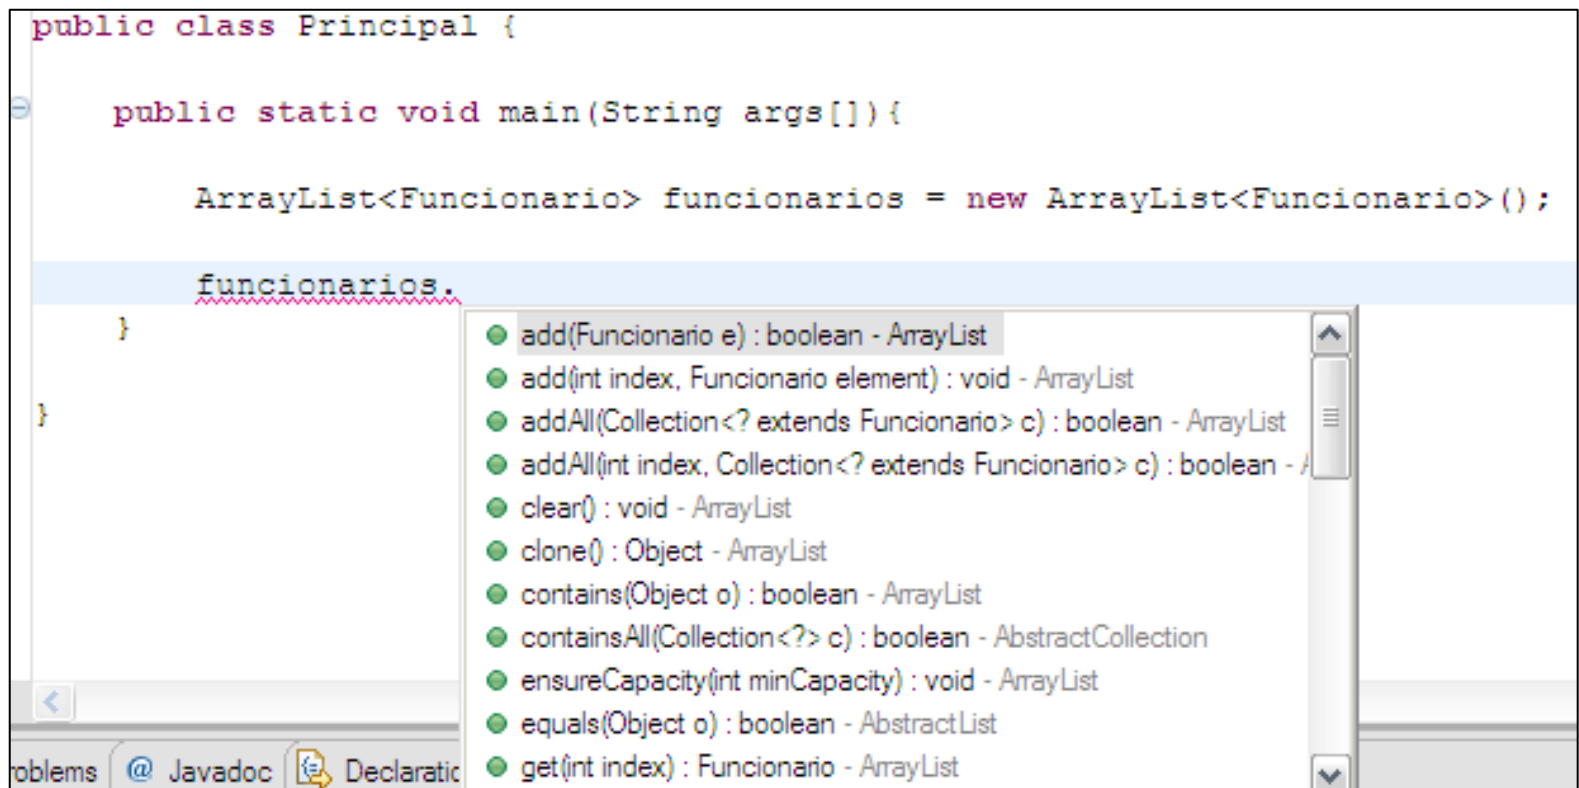 public class Principal {
public static void main(String args[]){
ArrayList<Funcionario> funcionarios = new ArrayList<Funcionario>();
funcionarios.
}
}
add(Funcionario e) : boolean - ArrayList
add(int index, Funcionario element) : void - ArrayList
addAll(Collection<? extends Funcionario> c) : boolean - ArrayList
addAll(int index, Collection<? extends Funcionario> c) : boolean - A
clear() : void - ArrayList
clone() : Object - ArrayList
contains(Object o) : boolean - ArrayList
containsAll(Collection<?> c) : boolean - AbstractCollection
ensureCapacity(int minCapacity) : void - ArrayList
equals(Object o) : boolean - AbstractList
get(int index) : Funcionario - ArrayList
roblems @ Javadoc Declaratic